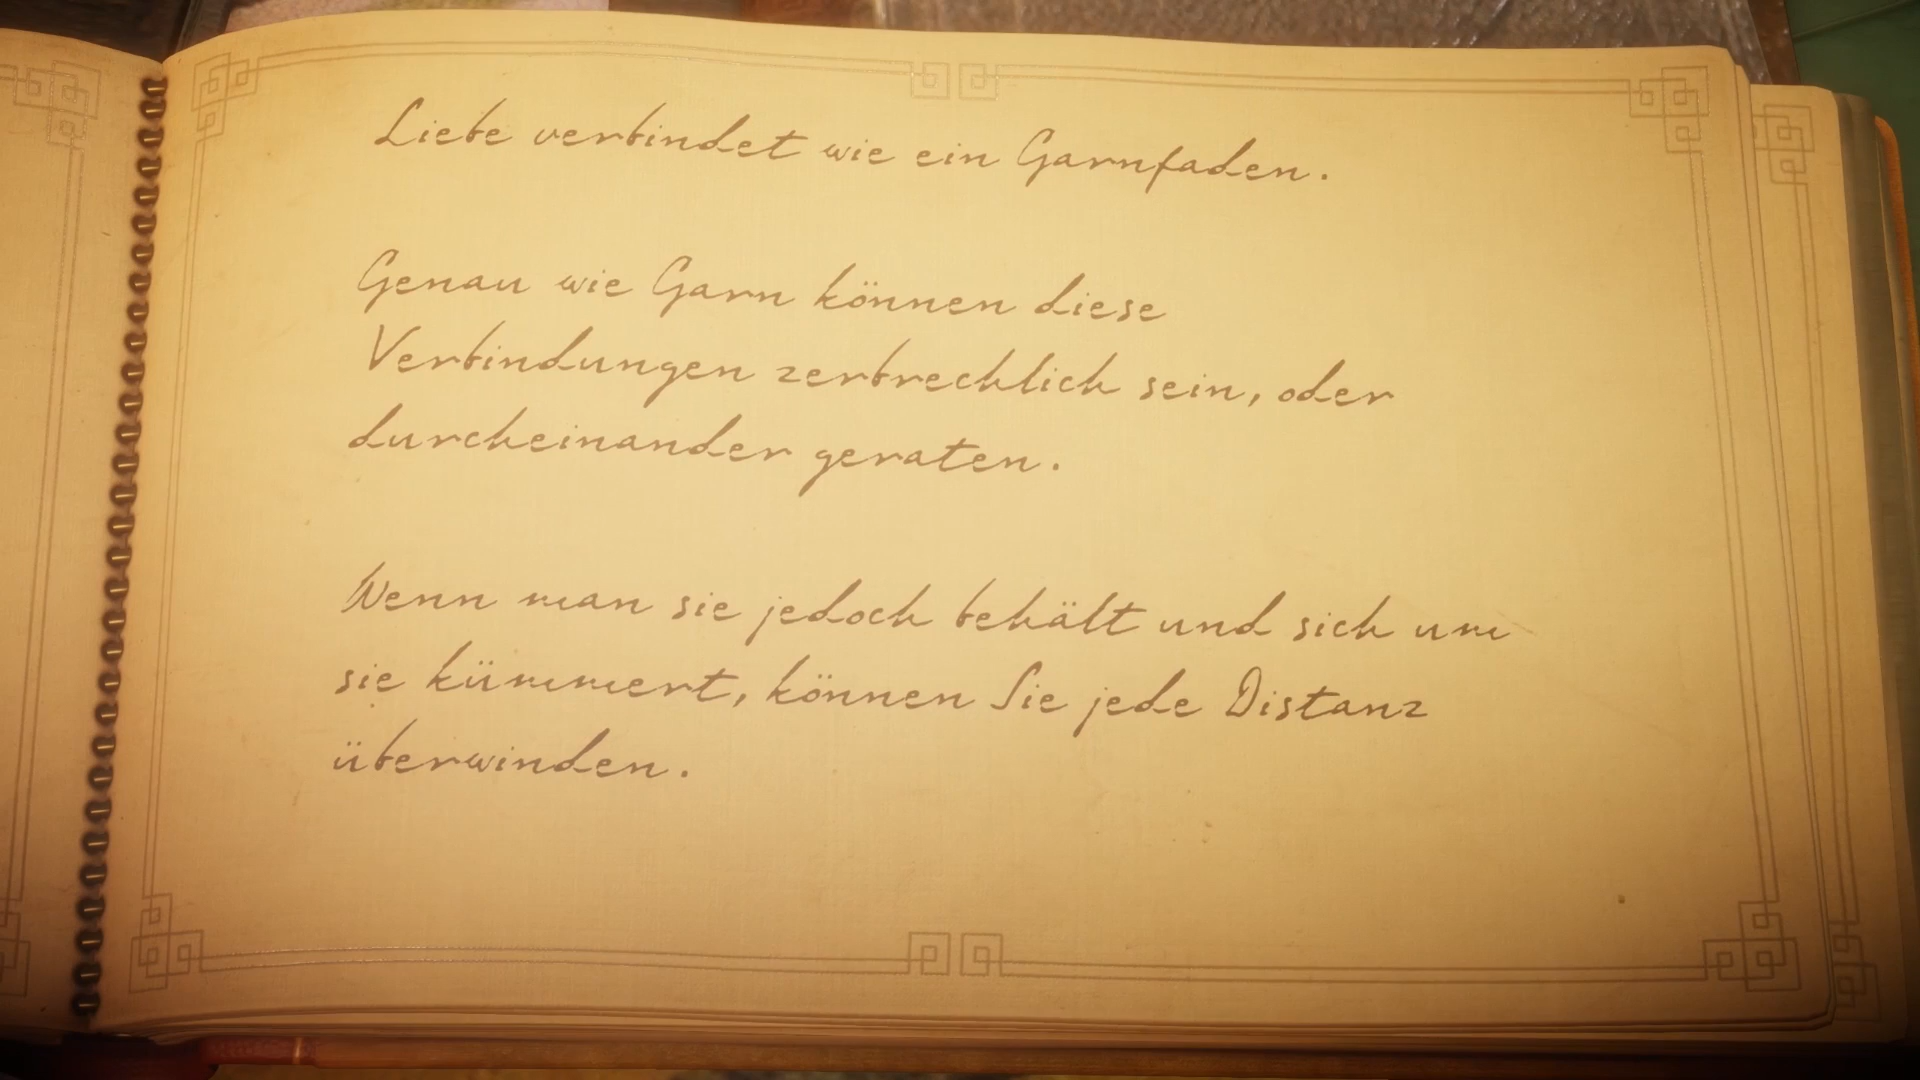 Liebe verbindet wie ein Garnfaden.
Genau wie Garn können diese
Verbindungen zerbrechlich sein, oder
durcheinander geraten.
Wenn man sie jedoch behält und sich um
sie kümmert, können Sie jede Distanz
überwinden.